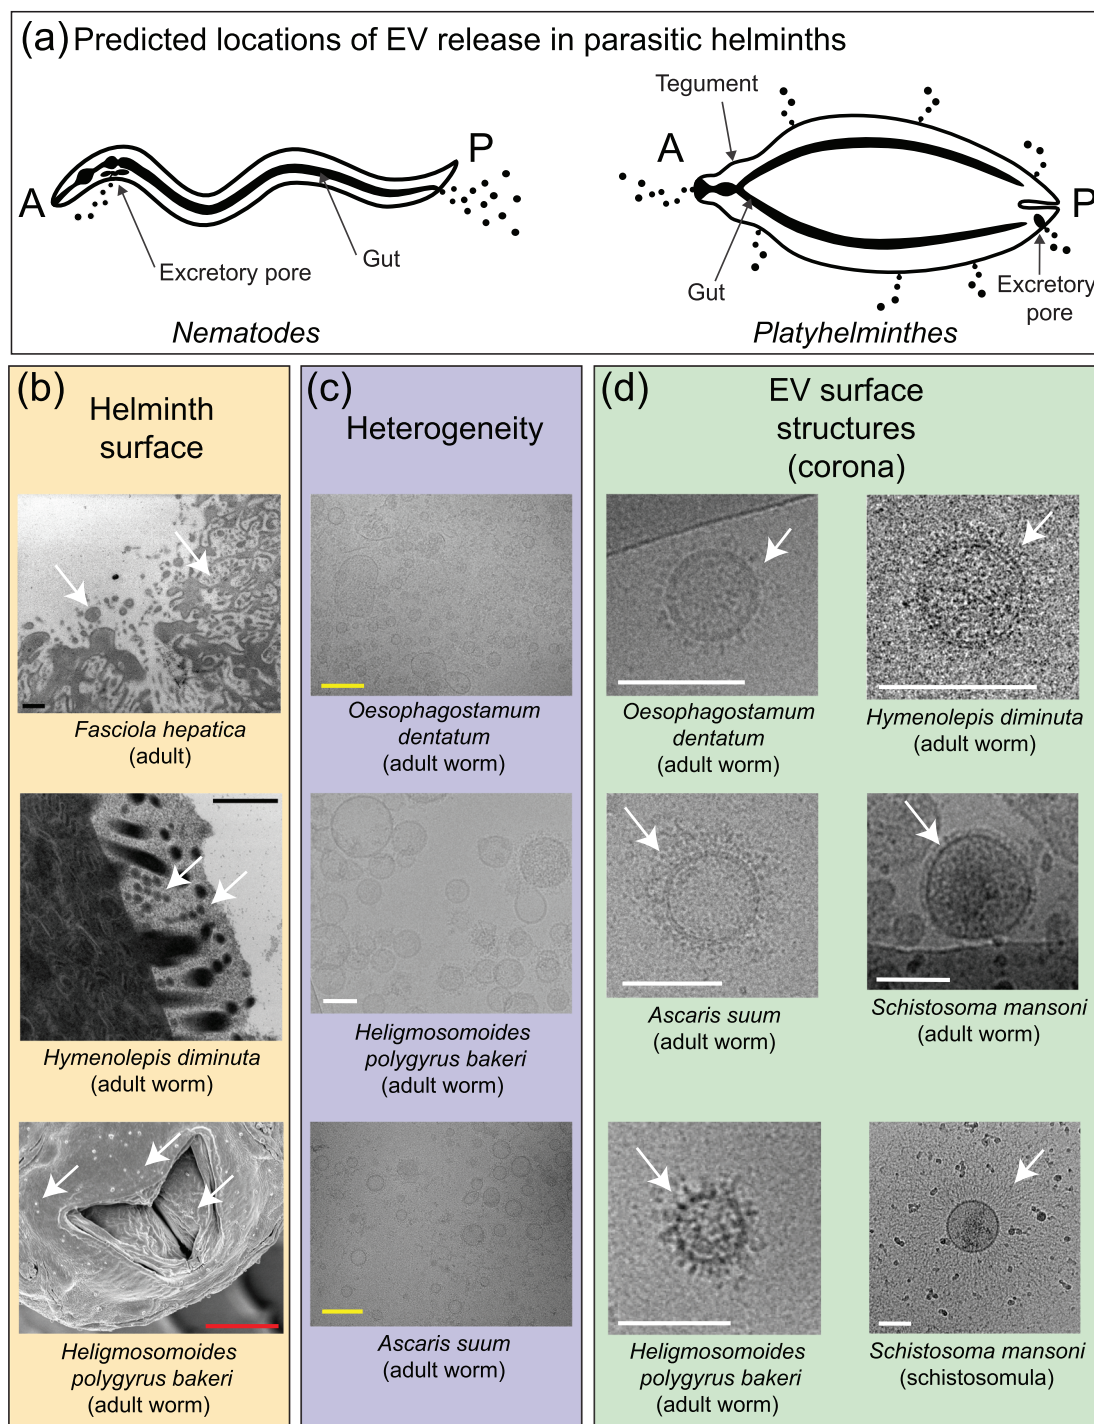 (a) Predicted locations of EV release in parasitic helminths
Tegument
A
P
A
P
Excretory pore
Gut
Gut
Excretory
pore
Nematodes
Platyhelminthes
(b)
Helminth
surface
Fasciola hepatica
(adult)
Hymenolepis diminuta
(adult worm)
Heligmosomoides
polygyrus bakeri
(adult worm)
(c)
Heterogeneity
Oesophagostamum
dentatum
(adult worm)
Heligmosomoides
polygyrus bakeri
(adult worm)
Ascaris suum
(adult worm)
(d)
EV surface
structures
(corona)
Oesophagostamum
dentatum
(adult worm)
Hymenolepis diminuta
(adult worm)
Ascaris suum
(adult worm)
Schistosoma mansoni
(adult worm)
Heligmosomoides
polygyrus bakeri
(adult worm)
Schistosoma mansoni
(schistosomula)